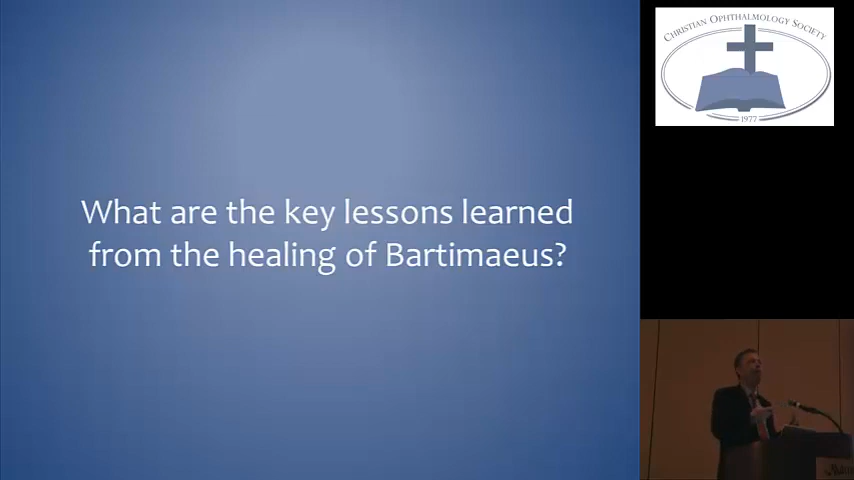 What are the key lessons learned
from the healing of Bartimaeus?
CHRISTIAN OPHTHALMOLOGY SOCIETY
1977